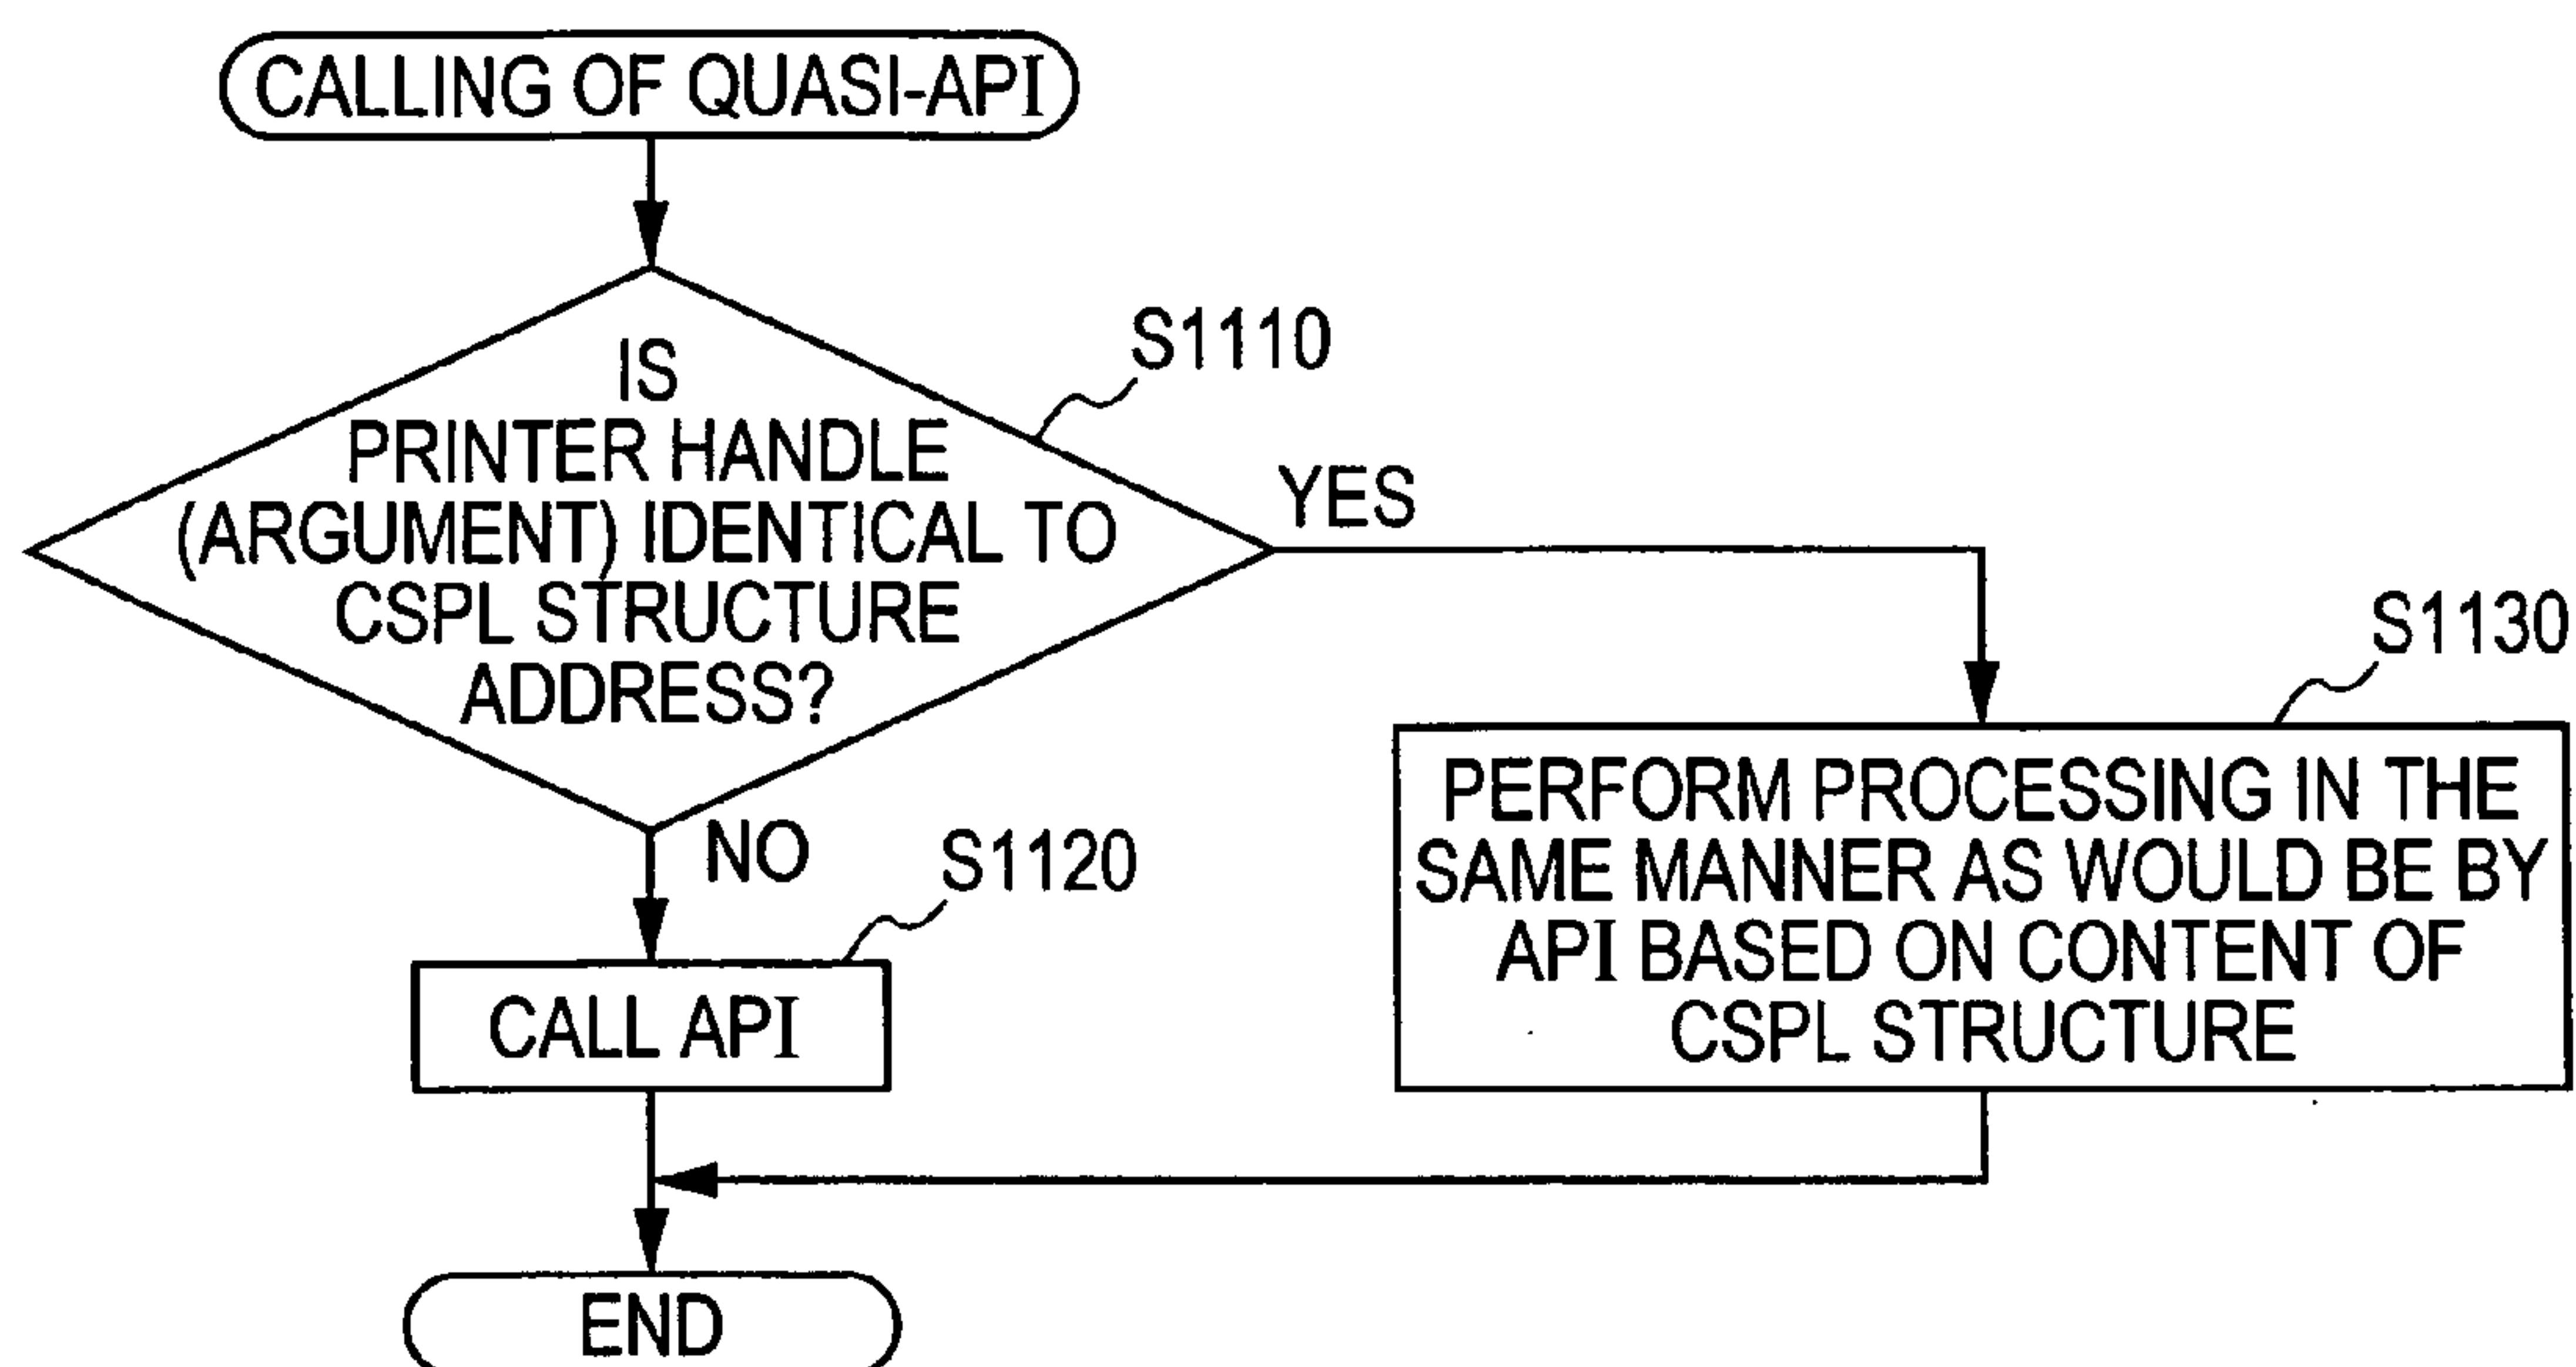 CALLING OF QUASI-API
S1110
IS
PRINTER HANDLE
(ARGUMENT) IDENTICAL TO
CSPL STRUCTURE
ADDRESS?
YES
NO
S1120
CALL API
S1130
PERFORM PROCESSING IN THE
SAME MANNER AS WOULD BE BY
API BASED ON CONTENT OF
CSPL STRUCTURE
END